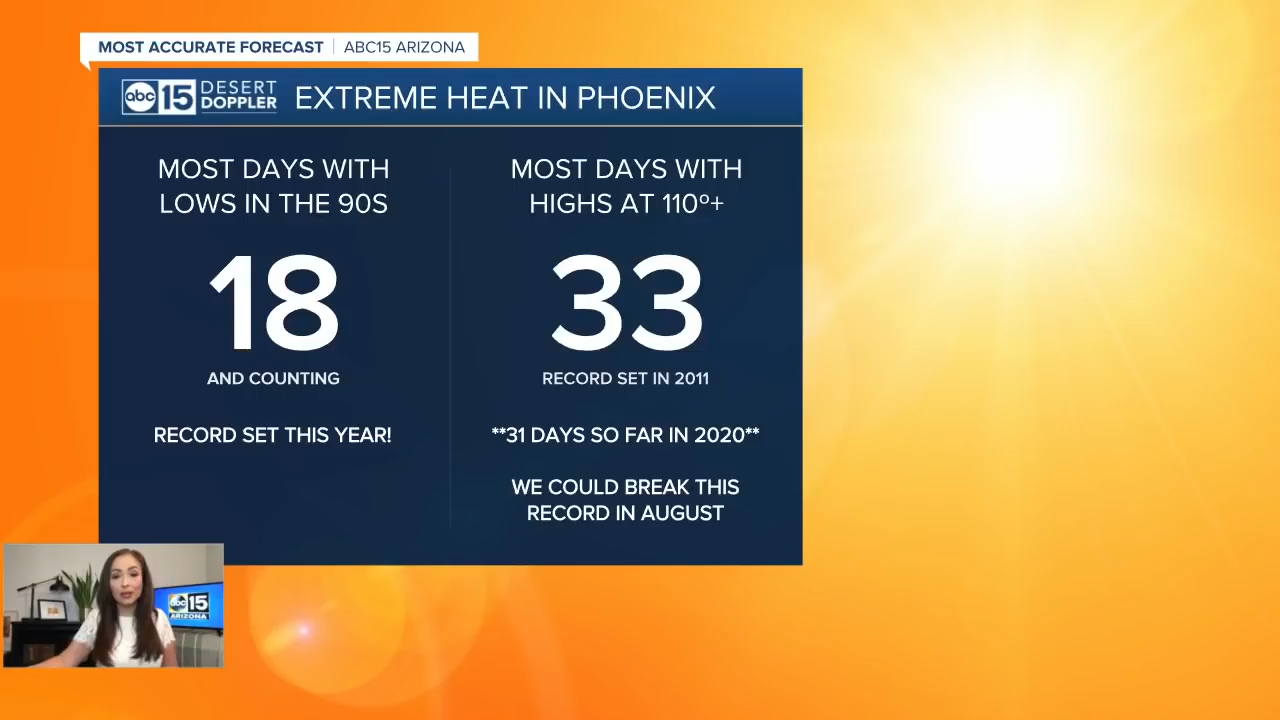 MOST ACCURATE FORECAST | ABC15 ARIZONA
abc 15 DESERT DOPPLER
EXTREME HEAT IN PHOENIX
MOST DAYS WITH
LOWS IN THE 90S
18
AND COUNTING
RECORD SET THIS YEAR!
MOST DAYS WITH
HIGHS AT 110º+
33
RECORD SET IN 2011
**31 DAYS SO FAR IN 2020**
WE COULD BREAK THIS
RECORD IN AUGUST
abc 15
ARIZONA